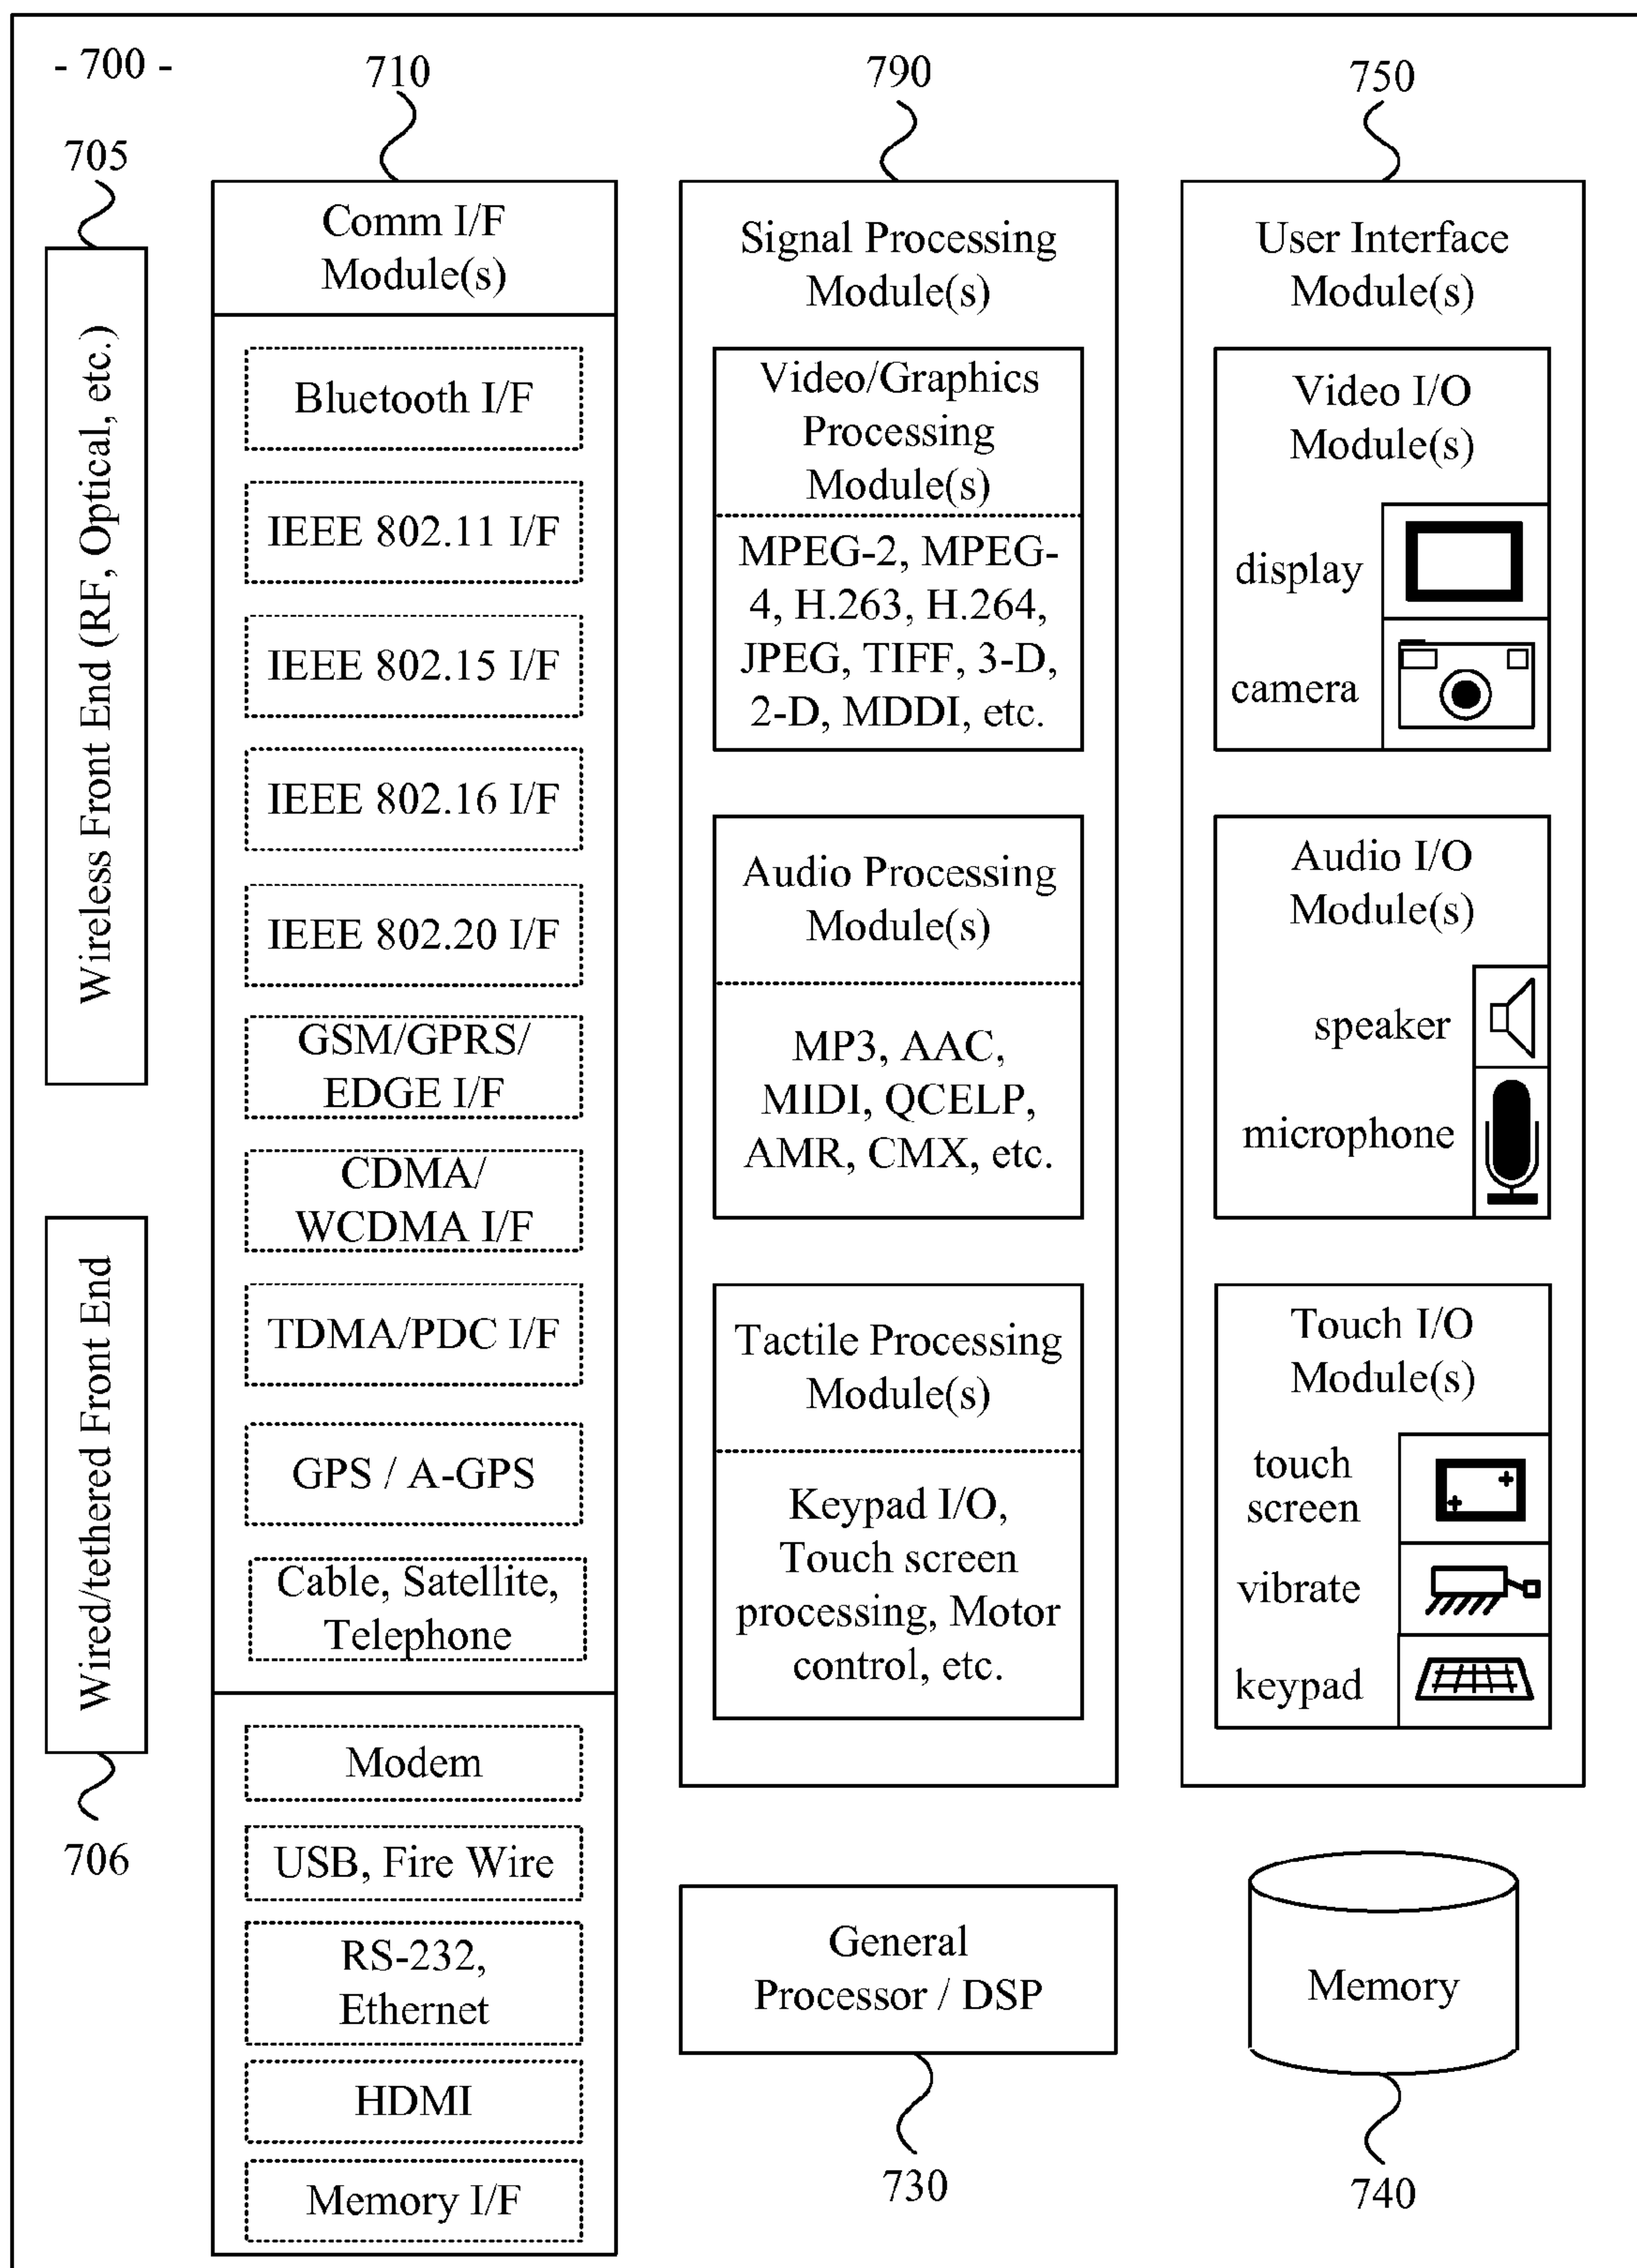 - 700 -
705
Wireless Front End (RF, Optical, etc.)
Wired/tethered Front End
706
710
Comm I/F
Module(s)
Bluetooth I/F
IEEE 802.11 I/F
IEEE 802.15 I/F
IEEE 802.16 I/F
IEEE 802.20 I/F
GSM/GPRS/
EDGE I/F
CDMA/
WCDMA I/F
TDMA/PDC I/F
GPS / A-GPS
Cable, Satellite,
Telephone
Modem
USB, Fire Wire
RS-232,
Ethernet
HDMI
Memory I/F
790
Signal Processing
Module(s)
Video/Graphics
Processing
Module(s)
MPEG-2, MPEG-
4, H.263, H.264,
JPEG, TIFF, 3-D,
2-D, MDDI, etc.
Audio Processing
Module(s)
MP3, AAC,
MIDI, QCELP,
AMR, CMX, etc.
Tactile Processing
Module(s)
Keypad I/O,
Touch screen
processing, Motor
control, etc.
General
Processor / DSP
730
750
User Interface
Module(s)
Video I/O
Module(s)
display
camera
Audio I/O
Module(s)
speaker
microphone
Touch I/O
Module(s)
touch
screen
vibrate
keypad
Memory
740